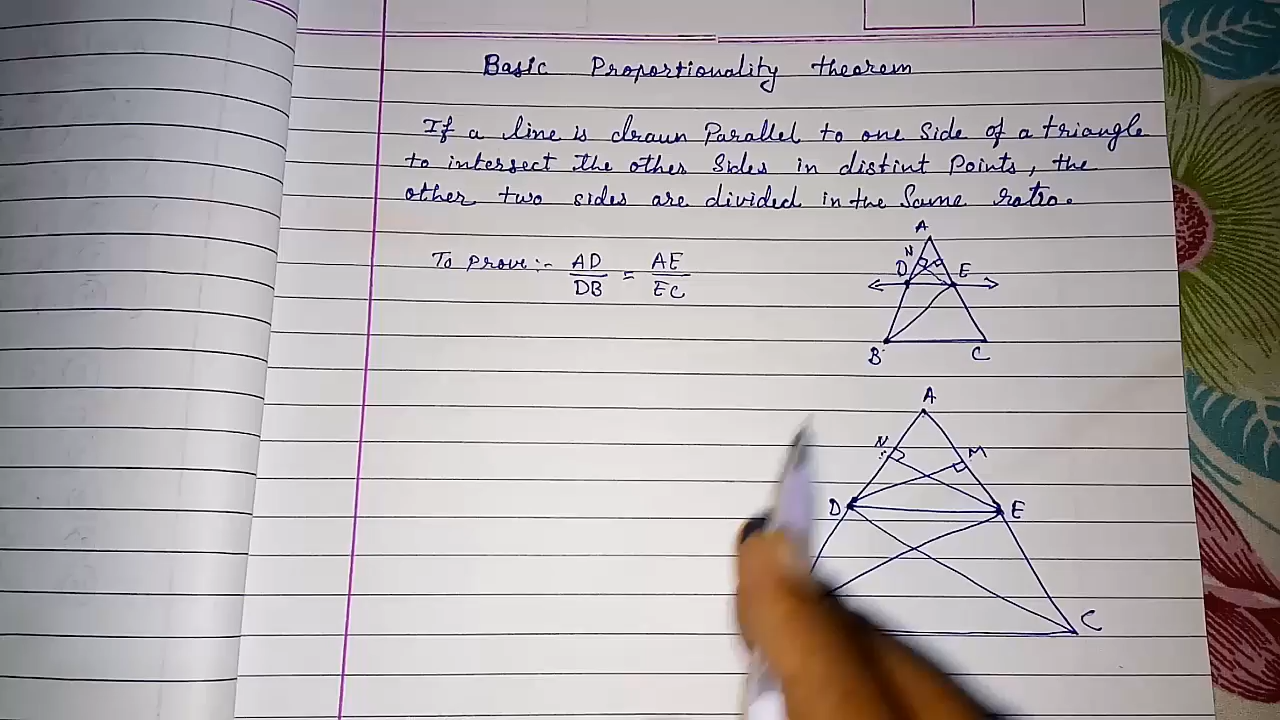 Basic Proportionality theorem
If a line is drawn Parallel to one Side of a triangle
to intersect the other Sides in distint Points, the
other two sides are divided in the Same ratio.
To prove:- AD/DB = AE/EC
A
N
D E
B C
A
N M
D E
C